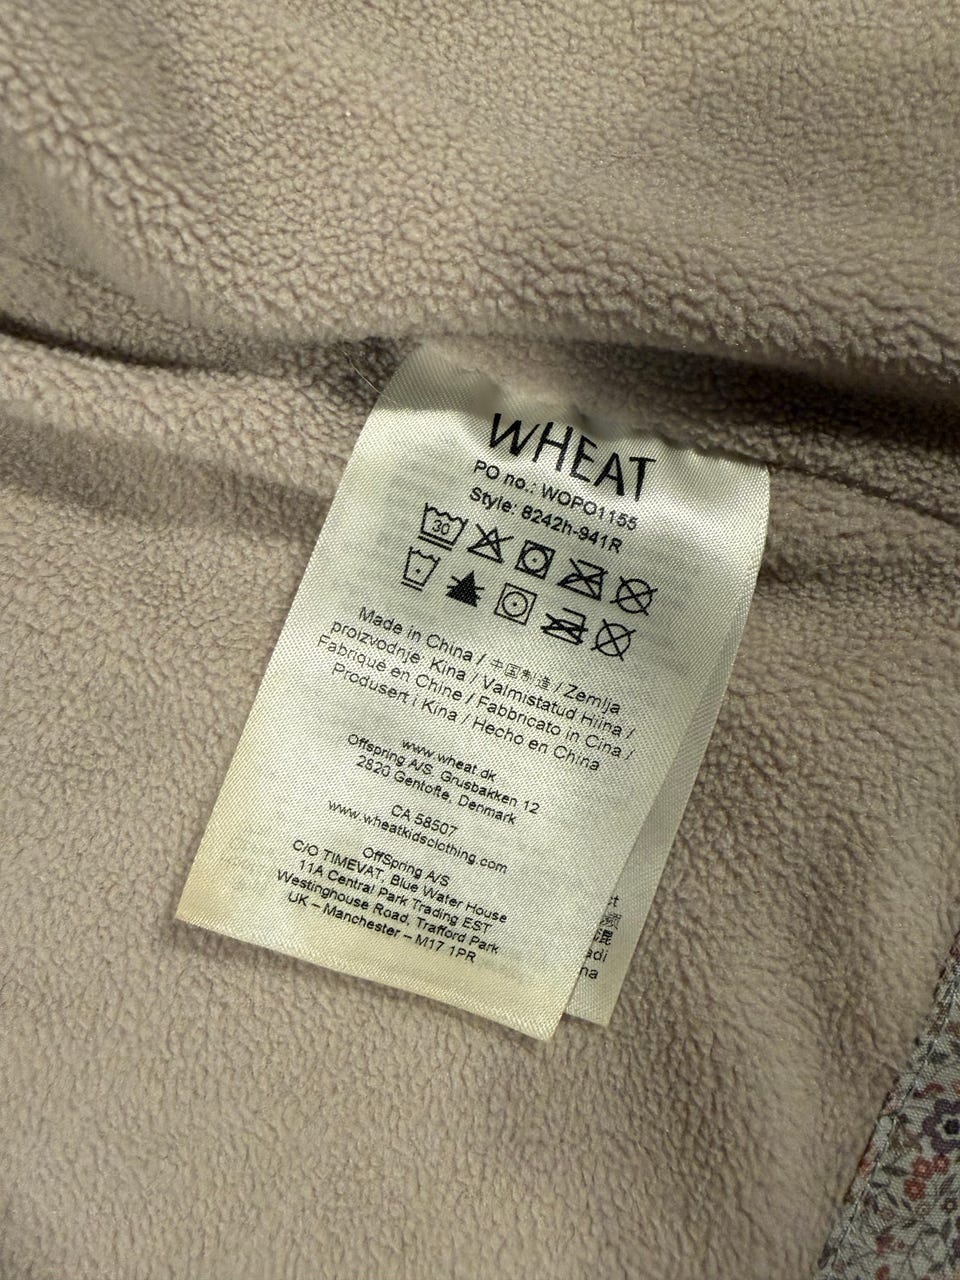 WHEAT
PO no.: WOPO1155
Style: 8242h-941R
30
Made in China / 中国制造 / Zemlja
proizvodnje Kina / Valmistatud Hiina /
Fabriqué en Chine / Fabbricato in Cina /
Produsert i Kina / Hecho en China
www.wheat.dk
Offspring A/S Grusbakken 12
2820 Gentofte, Denmark
CA 58507
www.wheatkidsclothing.com
OffSpring A/S
C/O TIMEVAT, Blue Water House
11A Central Park Trading EST
Westinghouse Road, Trafford Park
UK – Manchester – M17 1PR